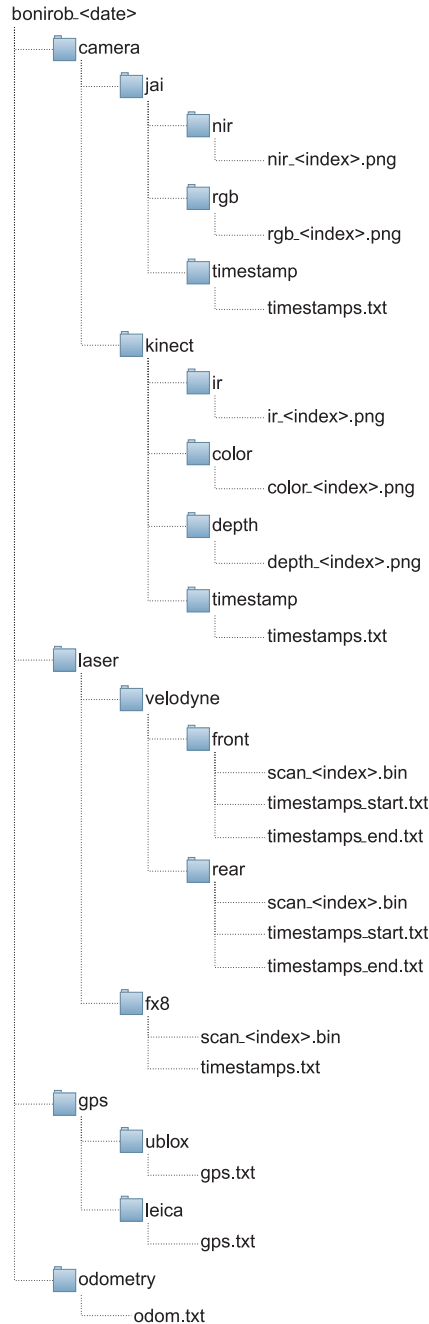 bonirob_<date>
camera
jai
nir
nir_<index>.png
rgb
rgb_<index>.png
timestamp
timestamps.txt
kinect
ir
ir_<index>.png
color
color_<index>.png
depth
depth_<index>.png
timestamp
timestamps.txt
laser
velodyne
front
scan_<index>.bin
timestamps_start.txt
timestamps_end.txt
rear
scan_<index>.bin
timestamps_start.txt
timestamps_end.txt
fx8
scan_<index>.bin
timestamps.txt
gps
ublox
gps.txt
leica
gps.txt
odometry
odom.txt